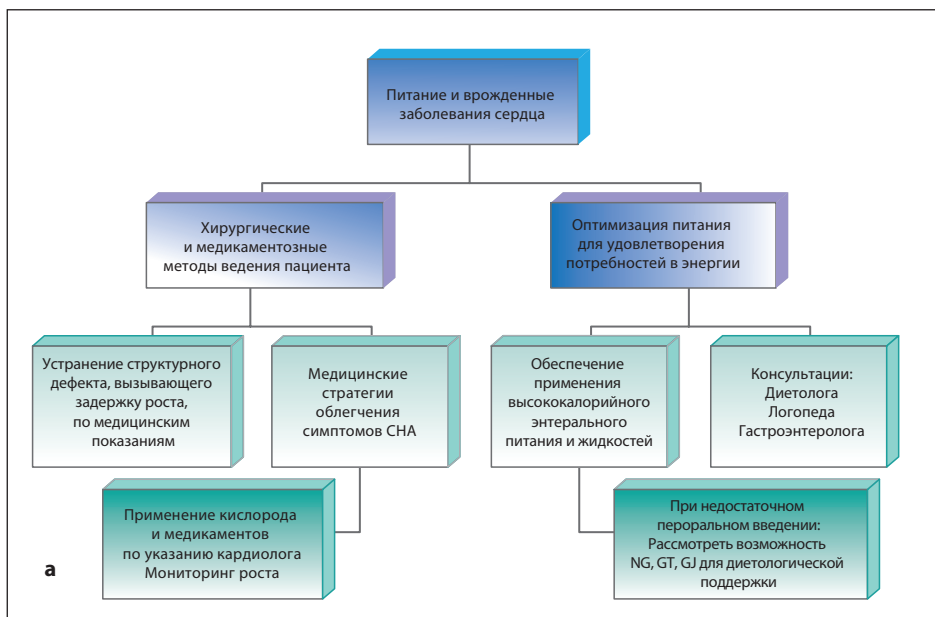 Питание и врожденные
заболевания сердца
Хирургические
и медикаментозные
методы ведения пациента
Оптимизация питания
для удовлетворения
потребностей в энергии
Устранение структурного
дефекта, вызывающего
задержку роста,
по медицинским
показаниям
Медицинские
стратегии
облегчения
симптомов СНА
Обеспечение
применения
высококалорийного
энтерального
питания и жидкостей
Консультации:
Диетолога
Логопеда
Гастроэнтеролога
Применение кислорода
и медикаментов
по указанию кардиолога
Мониторинг роста
При недостаточном
пероральном введении:
Рассмотреть возможность
NG, GT, GJ для диетологической
поддержки
а